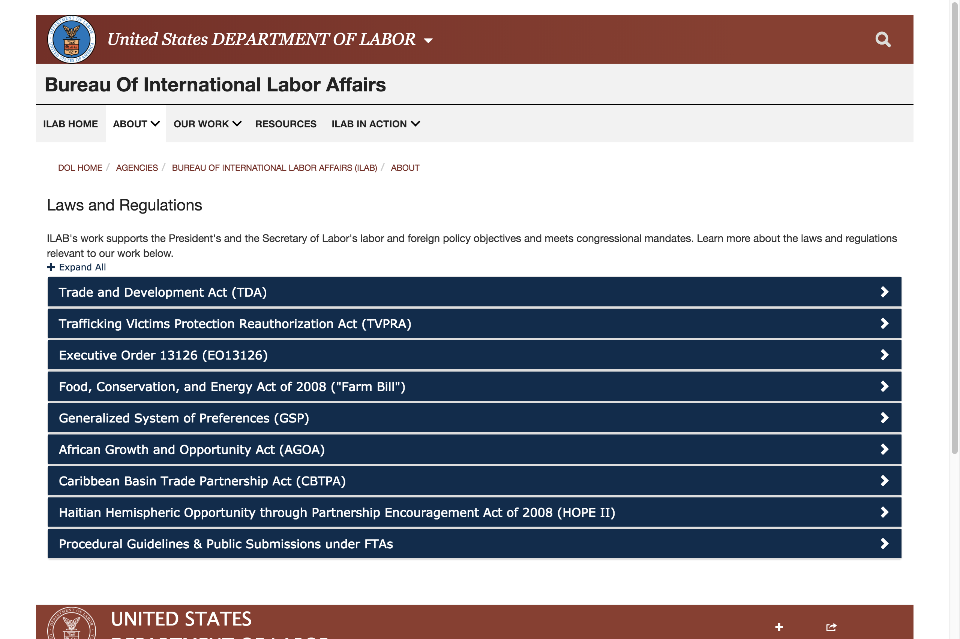 United States DEPARTMENT OF LABOR
Bureau Of International Labor Affairs
ILAB HOME ABOUT OUR WORK RESOURCES ILAB IN ACTION
DOL HOME / AGENCIES / BUREAU OF INTERNATIONAL LABOR AFFAIRS (ILAB) / ABOUT
Laws and Regulations
ILAB's work supports the President's and the Secretary of Labor's labor and foreign policy objectives and meets congressional mandates. Learn more about the laws and regulations
relevant to our work below.
Expand All
Trade and Development Act (TDA)
Trafficking Victims Protection Reauthorization Act (TVPRA)
Executive Order 13126 (EO13126)
Food, Conservation, and Energy Act of 2008 ("Farm Bill")
Generalized System of Preferences (GSP)
African Growth and Opportunity Act (AGOA)
Caribbean Basin Trade Partnership Act (CBTPA)
Haitian Hemispheric Opportunity through Partnership Encouragement Act of 2008 (HOPE II)
Procedural Guidelines & Public Submissions under FTAs
UNITED STATES
DEPARTMENT OF LABOR